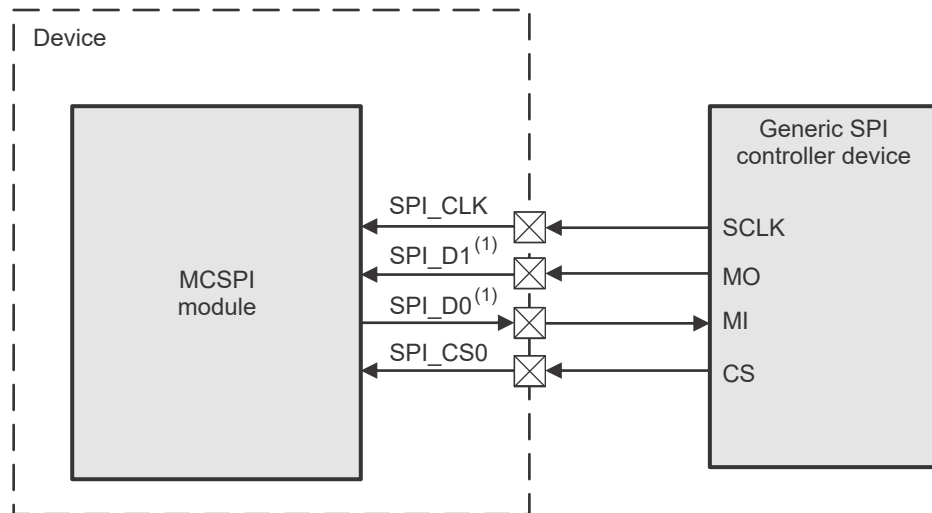 Device
Generic SPI
controller device
SPI_CLK
SCLK
SPI_D1(1)
MO
MCSPI
module
SPI_D0(1)
MI
SPI_CS0
CS